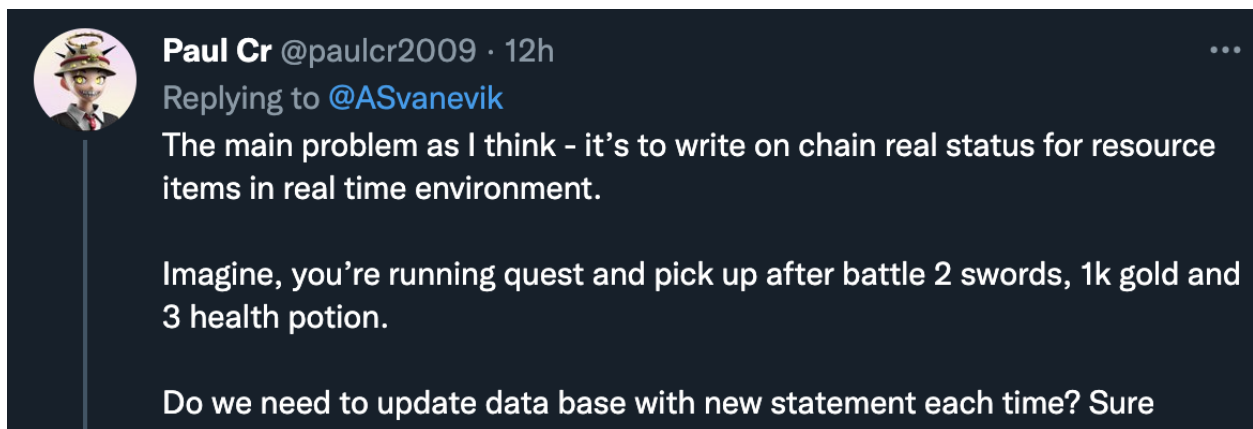 Paul Cr @paulcr2009 · 12h
Replying to @ASvanevik
The main problem as I think - it’s to write on chain real status for resource
items in real time environment.
Imagine, you’re running quest and pick up after battle 2 swords, 1k gold and
3 health potion.
Do we need to update data base with new statement each time? Sure